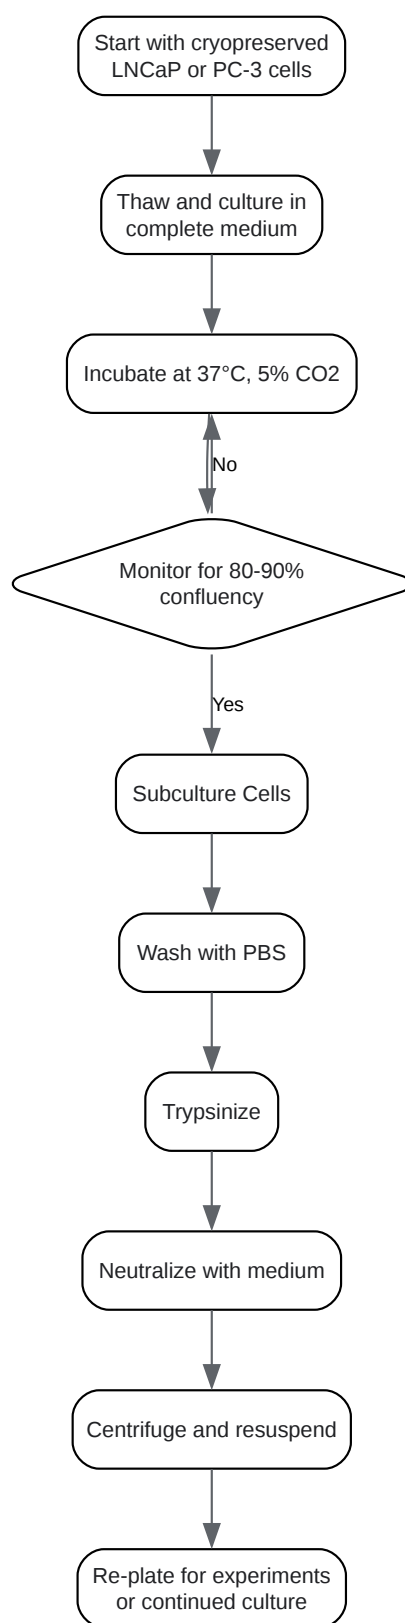 Start with cryopreserved
LNCaP or PC-3 cells
Thaw and culture in
complete medium
Incubate at 37°C, 5% CO2
No
Monitor for 80-90%
confluency
Yes
Subculture Cells
Wash with PBS
Trypsinize
Neutralize with medium
Centrifuge and resuspend
Re-plate for experiments
or continued culture